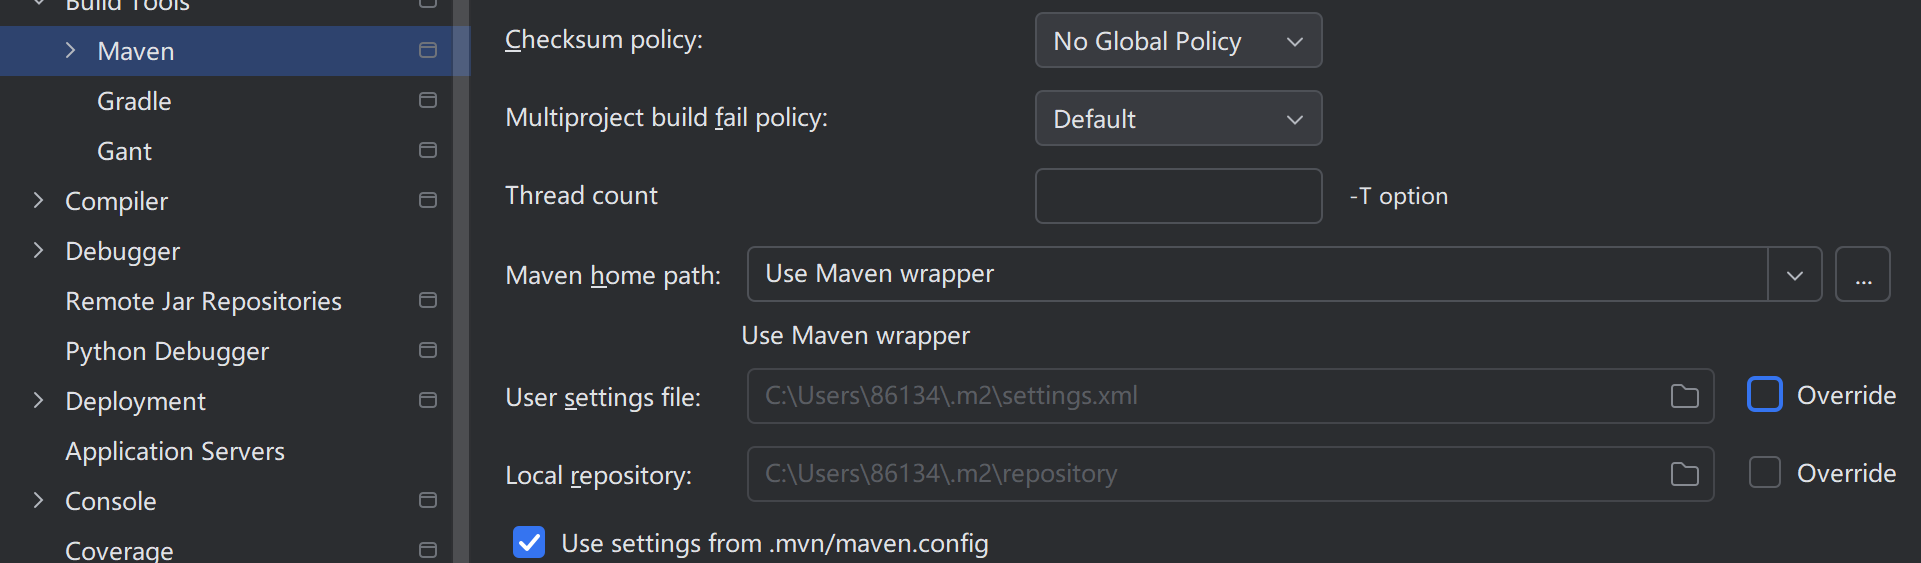 Build Tools
Maven
Gradle
Gant
Compiler
Debugger
Remote Jar Repositories
Python Debugger
Deployment
Application Servers
Console
Coverage
Checksum policy:
No Global Policy
Multiproject build fail policy:
Default
Thread count
-T option
Maven home path:
Use Maven wrapper
...
Use Maven wrapper
User settings file:
C:\Users\86134\.m2\settings.xml
Override
Local repository:
C:\Users\86134\.m2\repository
Override
Use settings from .mvn/maven.config